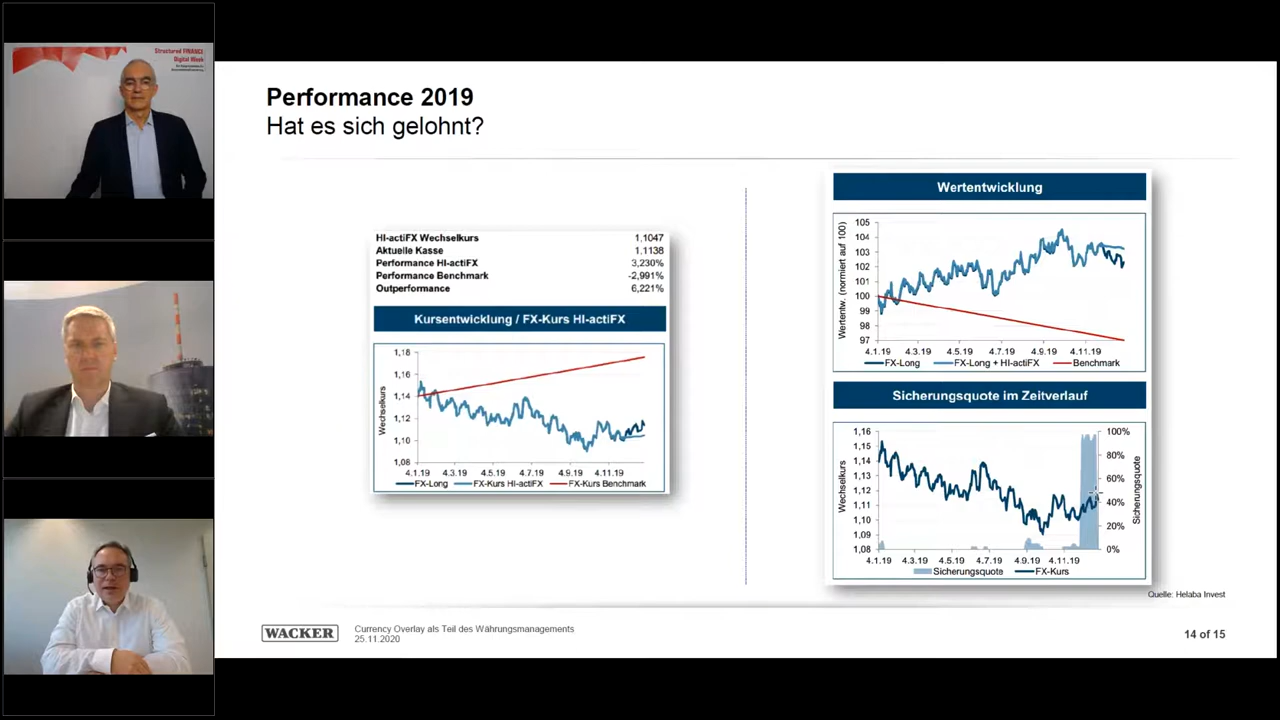 Structured FINANCE
Digital Week
Performance 2019
Hat es sich gelohnt?
HI-actiFX Wechselkurs 1,1047
Aktuelle Kasse 1,1138
Performance HI-actiFX 3,230%
Performance Benchmark -2,991%
Outperformance 6,221%
Kursentwicklung / FX-Kurs HI-actiFX
Wechselkurs
1,18
1,16
1,14
1,12
1,10
1,08
4.1.19 4.3.19 4.5.19 4.7.19 4.9.19 4.11.19
FX-Long FX-Kurs HI-actiFX FX-Kurs Benchmark
Wertentwicklung
Wertentw. (normiert auf 100)
105
104
103
102
101
100
99
98
97
4.1.19 4.3.19 4.5.19 4.7.19 4.9.19 4.11.19
FX-Long FX-Long + HI-actiFX Benchmark
Sicherungsquote im Zeitverlauf
Wechselkurs
1,16
1,15
1,14
1,13
1,12
1,11
1,10
1,09
1,08
100%
80%
60%
40%
20%
0%
Sicherungsquote
4.1.19 4.3.19 4.5.19 4.7.19 4.9.19 4.11.19
Sicherungsquote FX-Kurs
Quelle: Helaba Invest
WACKER
Currency Overlay als Teil des Währungsmanagements
25.11.2020
14 of 15